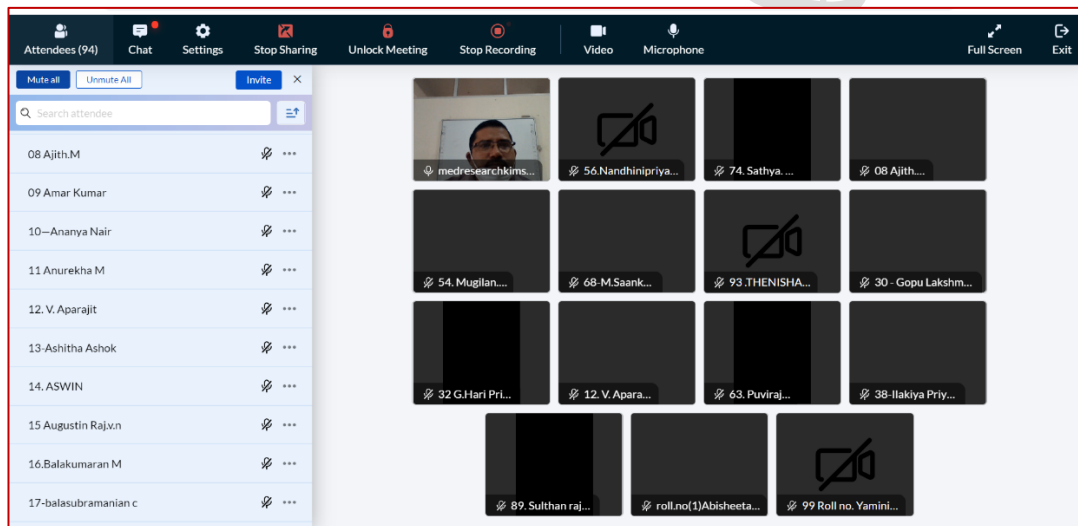 Attendees (94) Chat Settings Stop Sharing Unlock Meeting Stop Recording Video Microphone Full Screen Exit
Mute all Unmute All Invite
Search attendee
08 Ajith.M
09 Amar Kumar
10—Ananya Nair
11 Anurekha M
12. V. Aparajit
13-Ashitha Ashok
14. ASWIN
15 Augustin Raj.v.n
16.Balakumaran M
17-balasubramanian c
medresearchkims... 56.Nandhinipriya... 74. Sathya. ... 08 Ajith....
54. Mugilan.... 68-M.Saank... 93 .THENISHA... 30 - Gopu Lakshm...
32 G.Hari Pri... 12. V. Apara... 63. Puviraj... 38-Ilakiya Priy...
89. Sulthan raj... roll.no(1)Abisheeta... 99 Roll no. Yamini...